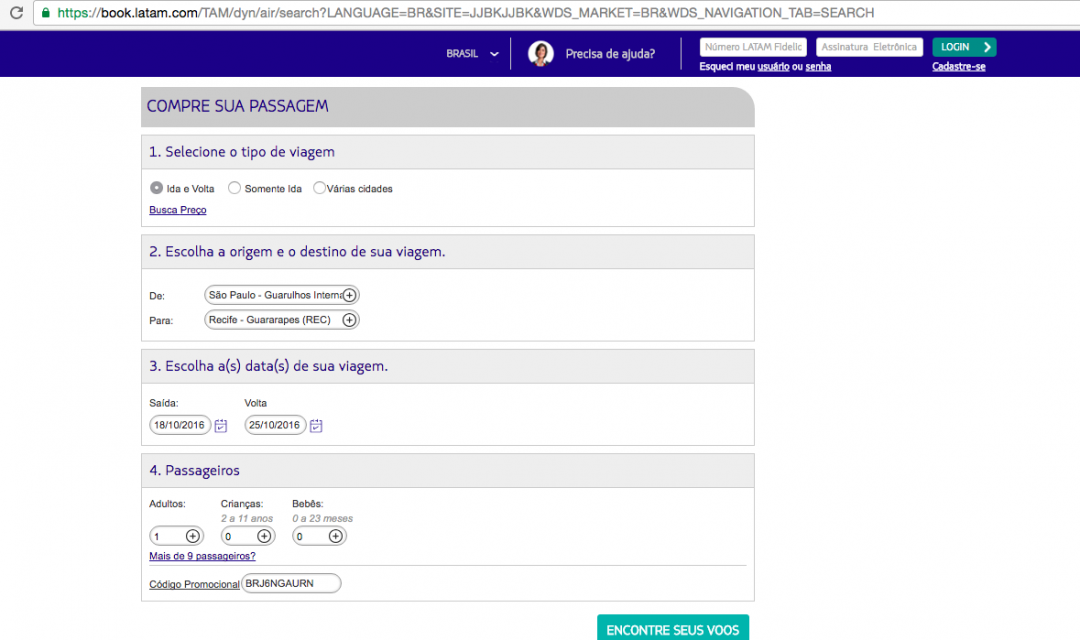 https://book.latam.com/TAM/dyn/air/search?LANGUAGE=BR&SITE=JJBKJJBK&WDS_MARKET=BR&WDS_NAVIGATION_TAB=SEARCH
BRASIL Precisa de ajuda? Número LATAM Fidelic Assinatura Eletrônica LOGIN
Esqueci meu usuário ou senha Cadastre-se
COMPRE SUA PASSAGEM
1. Selecione o tipo de viagem
Ida e Volta Somente Ida Várias cidades
Busca Preço
2. Escolha a origem e o destino de sua viagem.
De: São Paulo - Guarulhos Interna
Para: Recife - Guararapes (REC)
3. Escolha a(s) data(s) de sua viagem.
Saída: Volta
18/10/2016 25/10/2016
4. Passageiros
Adultos: Crianças: Bebês:
2 a 11 anos 0 a 23 meses
1 0 0
Mais de 9 passageiros?
Código Promocional BRJ6NGAURN
ENCONTRE SEUS VOOS